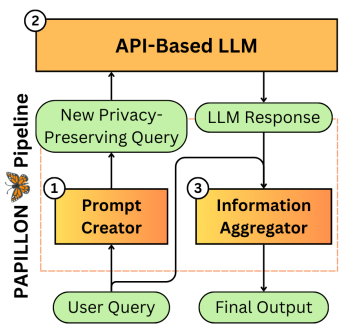 2
API-Based LLM
New Privacy-
Preserving Query
LLM Response
PAPILLON Pipeline
1
Prompt
Creator
3
Information
Aggregator
User Query
Final Output